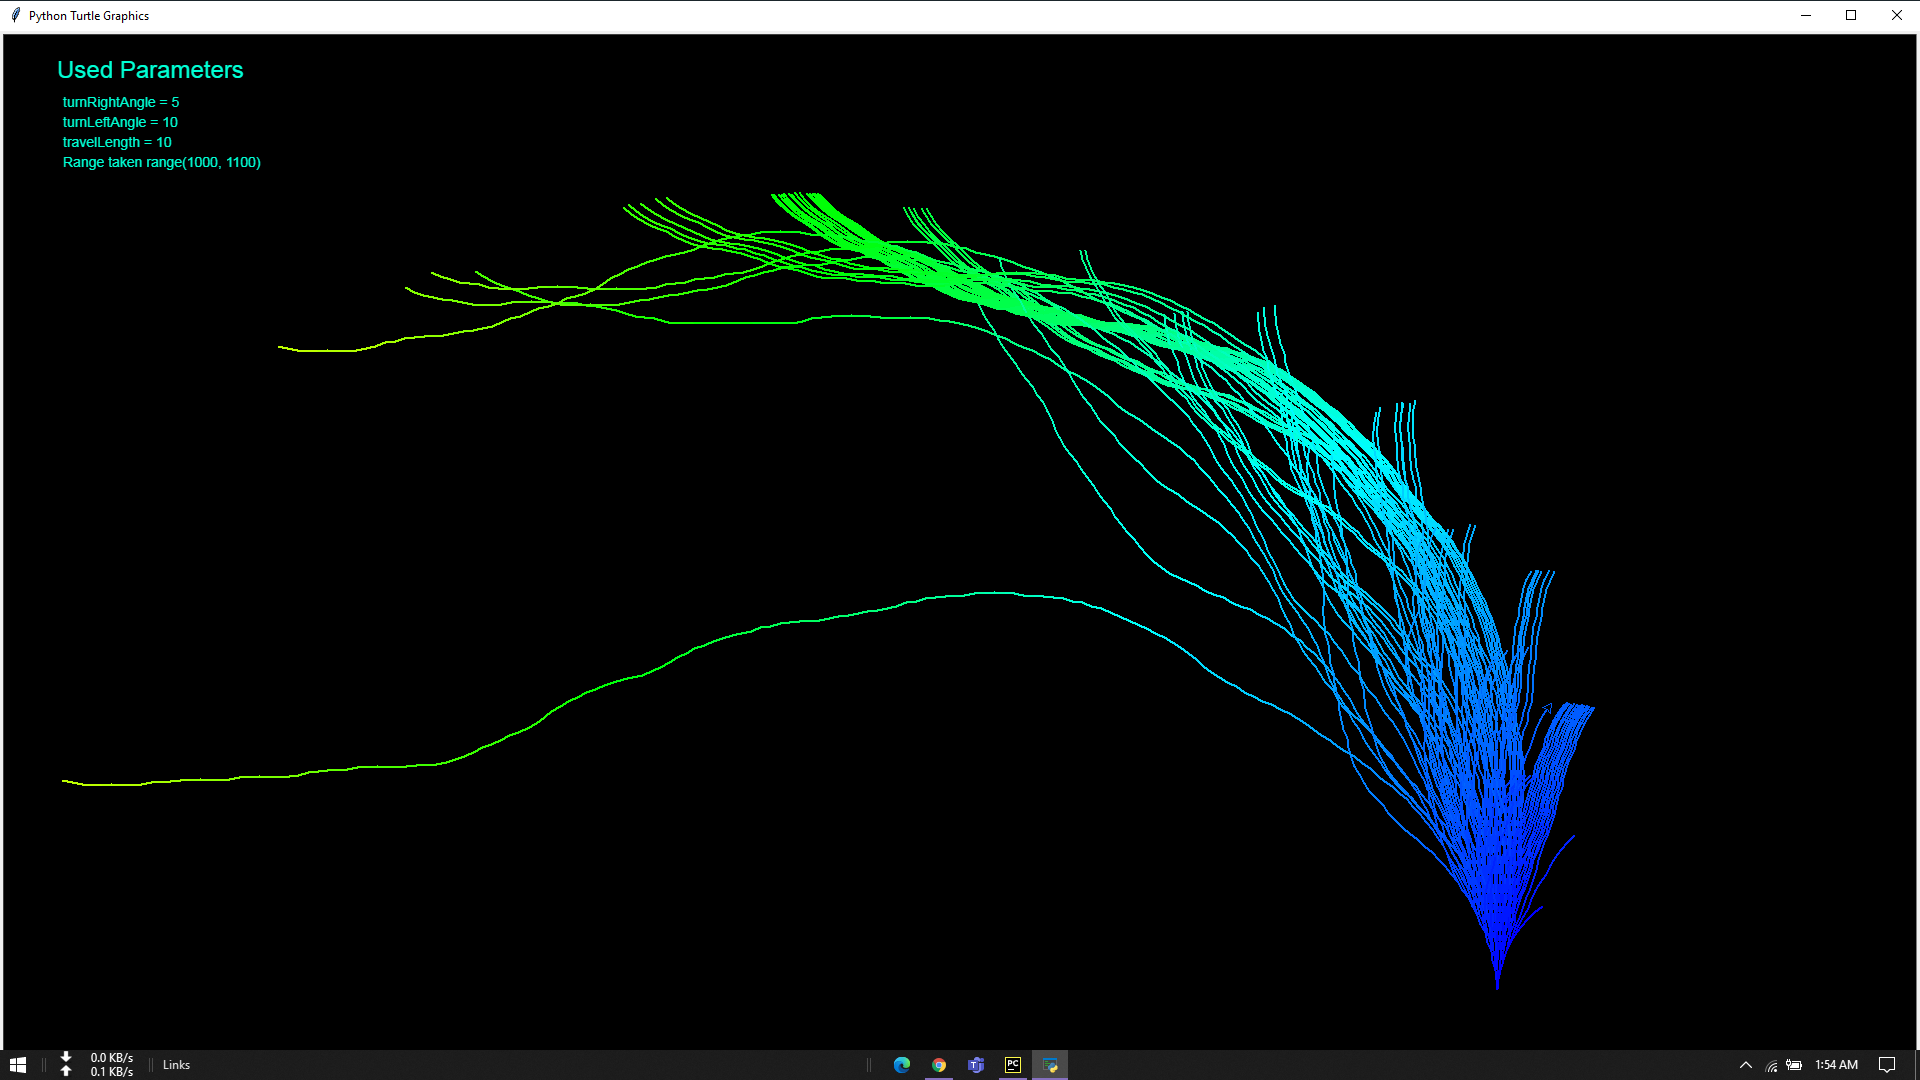 Python Turtle Graphics
Used Parameters
turnRightAngle = 5
turnLeftAngle = 10
travelLength = 10
Range taken range(1000, 1100)
0.0 KB/s
0.1 KB/s
Links
PC
1:54 AM